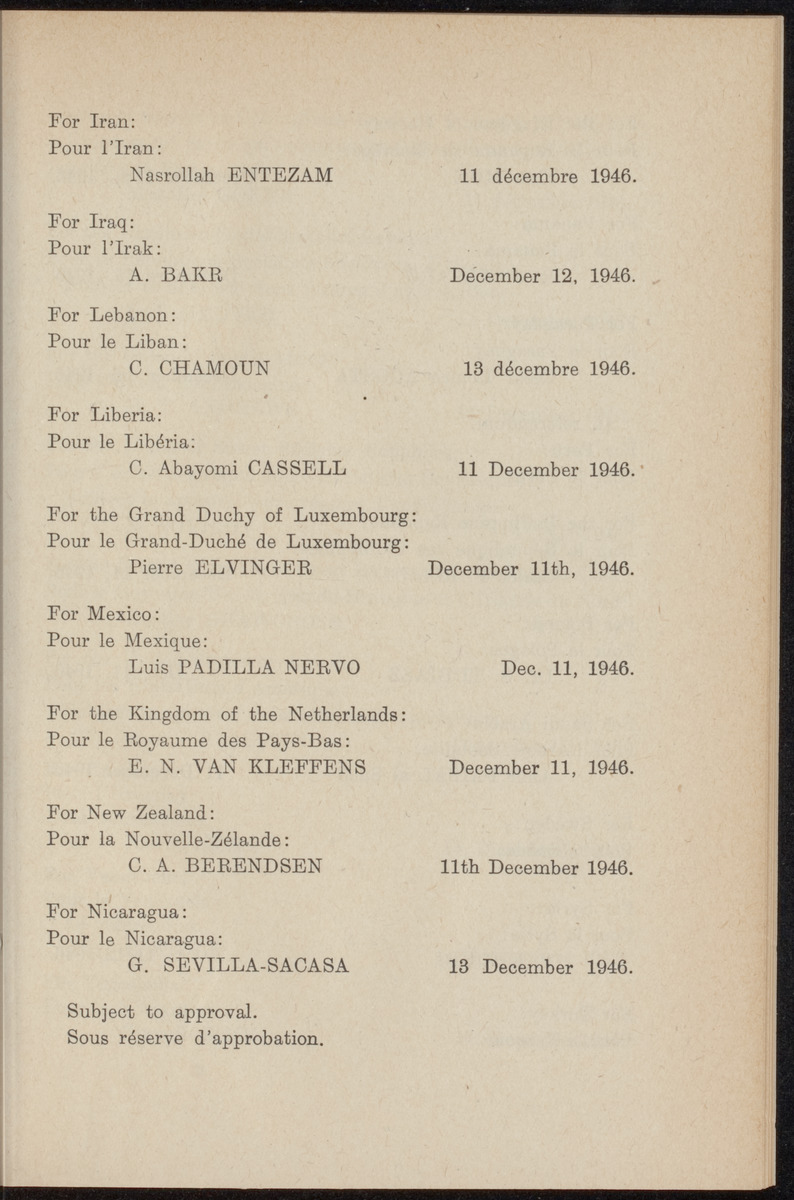 For Iran:
Pour l'Iran:
Nasrollah ENTEZAM 11 décembre 1946.
For Iraq:
Pour l'Irak:
A. BAKR December 12, 1946.
For Lebanon:
Pour le Liban:
C. CHAMOUN 13 décembre 1946.
For Liberia:
Pour le Libéria:
C. Abayomi CASSELL 11 December 1946.
For the Grand Duchy of Luxembourg:
Pour le Grand-Duché de Luxembourg:
Pierre ELVINGER December 11th, 1946.
For Mexico:
Pour le Mexique:
Luis PADILLA NERVO Dec. 11, 1946.
For the Kingdom of the Netherlands:
Pour le Royaume des Pays-Bas:
E. N. VAN KLEFFENS December 11, 1946.
For New Zealand:
Pour la Nouvelle-Zélande:
C. A. BERENDSEN 11th December 1946.
For Nicaragua:
Pour le Nicaragua:
G. SEVILLA-SACASA 13 December 1946.
Subject to approval.
Sous réserve d'approbation.